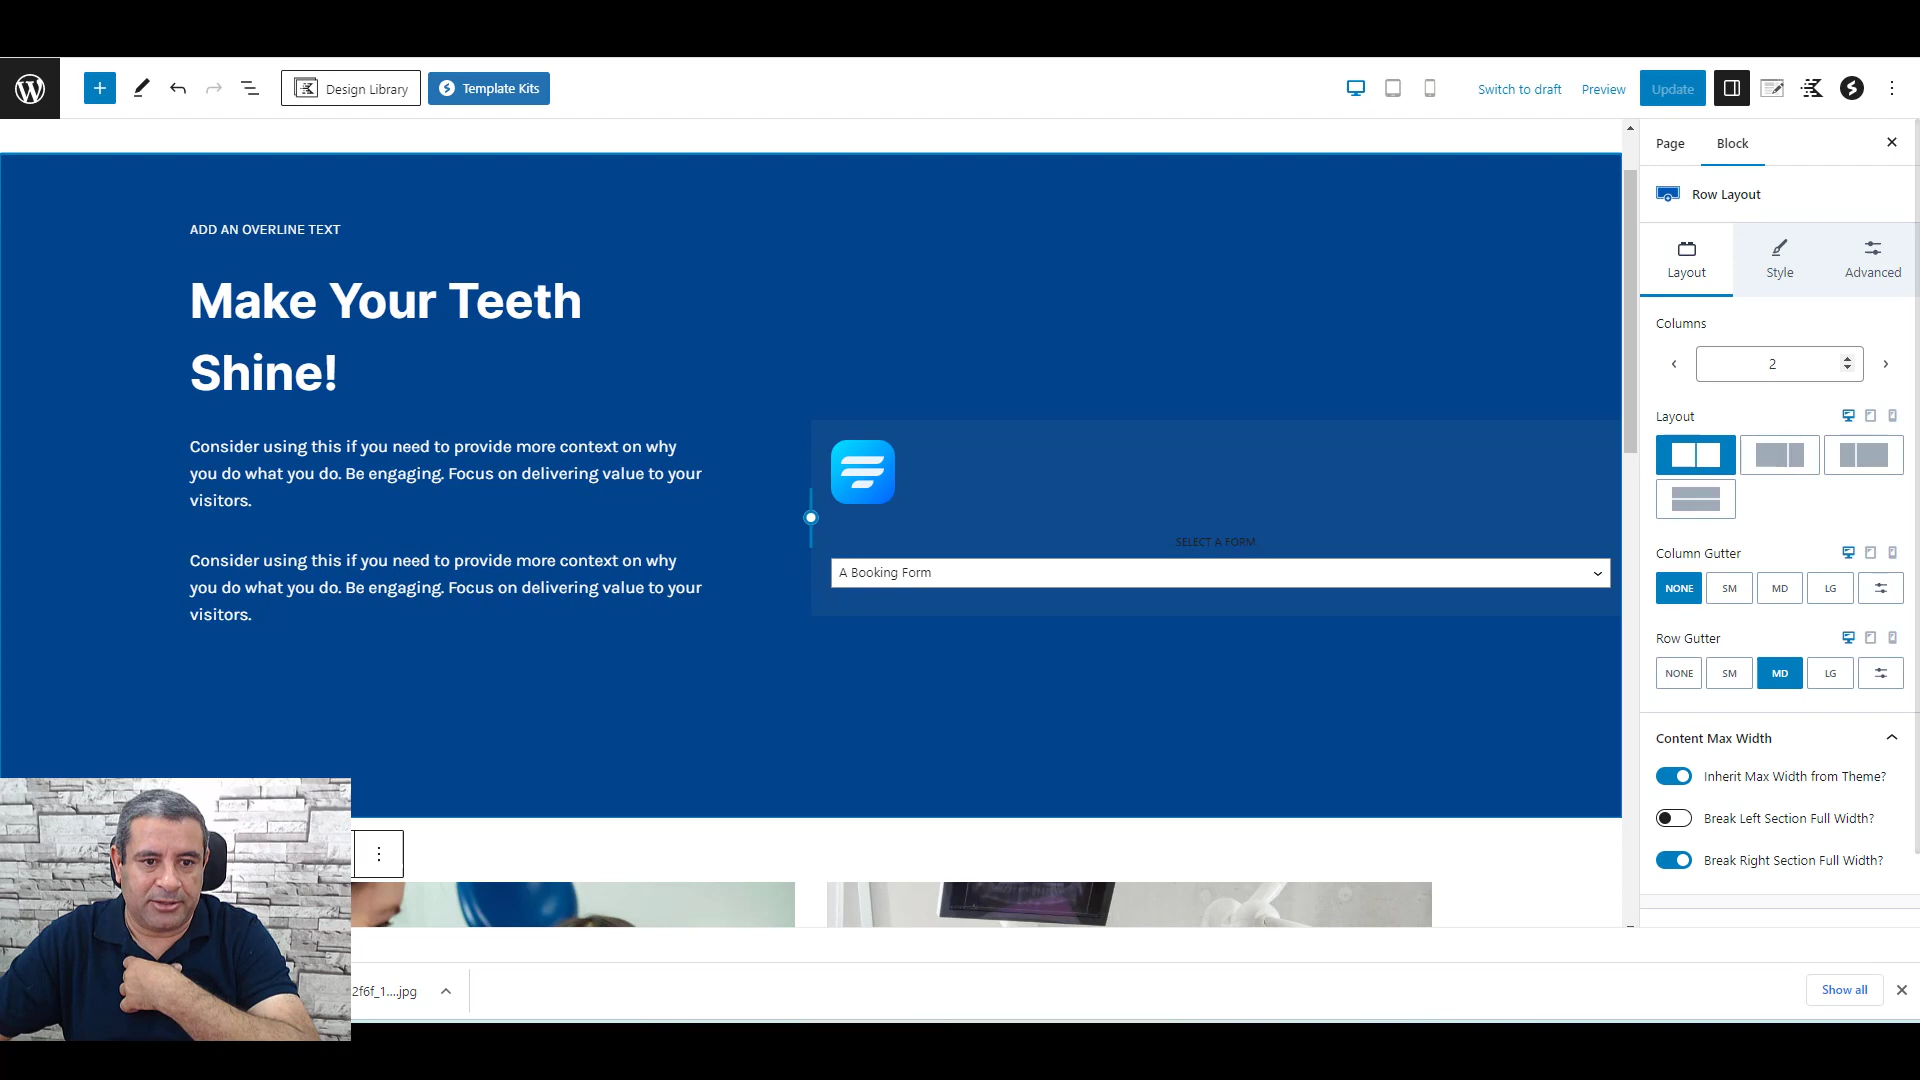 Design Library
Template Kits
Switch to draft
Preview
Update
Page
Block
Row Layout
Layout
Style
Advanced
ADD AN OVERLINE TEXT
Make Your Teeth
Shine!
Consider using this if you need to provide more context on why
you do what you do. Be engaging. Focus on delivering value to your
visitors.
Consider using this if you need to provide more context on why
you do what you do. Be engaging. Focus on delivering value to your
visitors.
SELECT A FORM:
A Booking Form
Columns
2
Layout
Column Gutter
NONE
SM
MD
LG
Row Gutter
NONE
SM
MD
LG
Content Max Width
Inherit Max Width from Theme?
Break Left Section Full Width?
Break Right Section Full Width?
2f6f_1....jpg
Show all